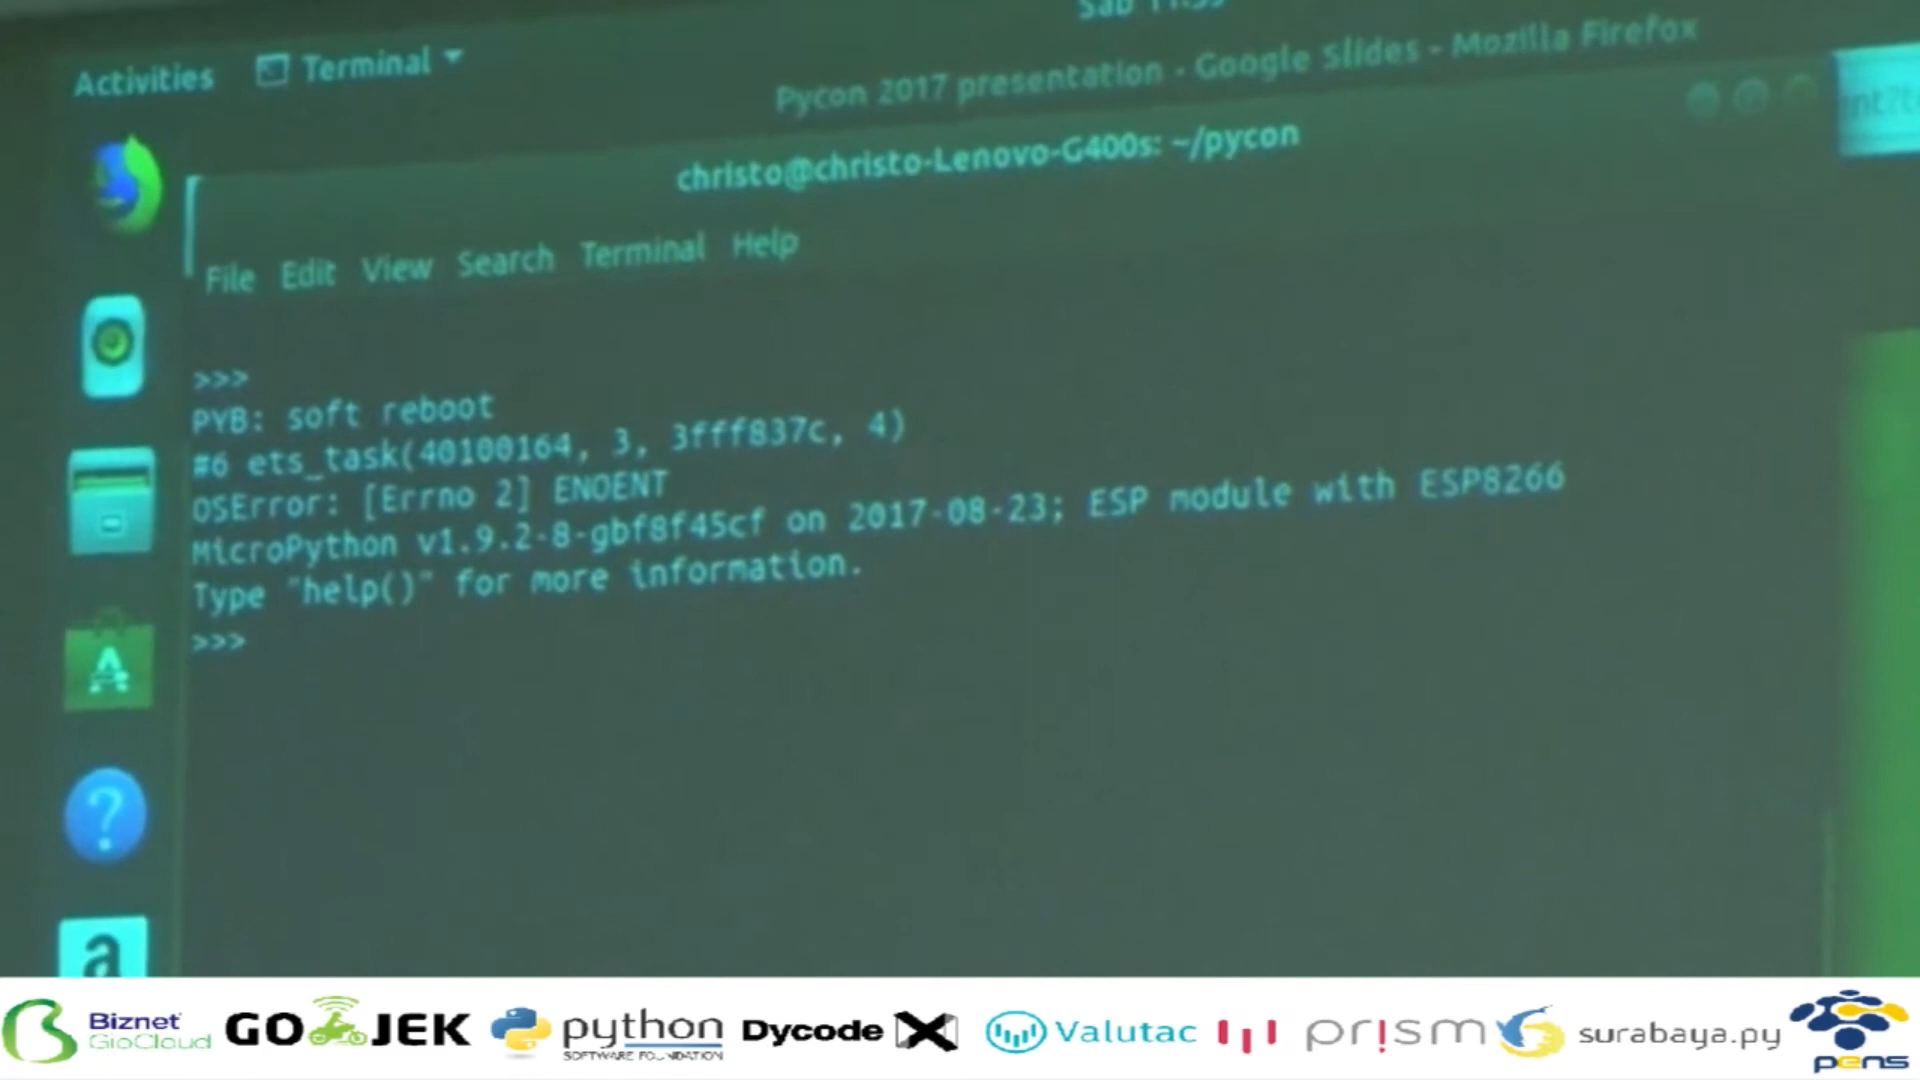 Activities Terminal
Pycon 2017 presentation - Google Slides - Mozilla Firefox
christo@christo-Lenovo-G400s: ~/pycon
File Edit View Search Terminal Help
>>>
PYB: soft reboot
#6 ets_task(40100164, 3, 3fff837c, 4)
OSError: [Errno 2] ENOENT
MicroPython v1.9.2-8-gbf8f45cf on 2017-08-23; ESP module with ESP8266
Type "help()" for more information.
>>>
A
?
a
Biznet GioCloud GO JEK python SOFTWARE FOUNDATION Dycode X Valutac prism surabaya.py pens